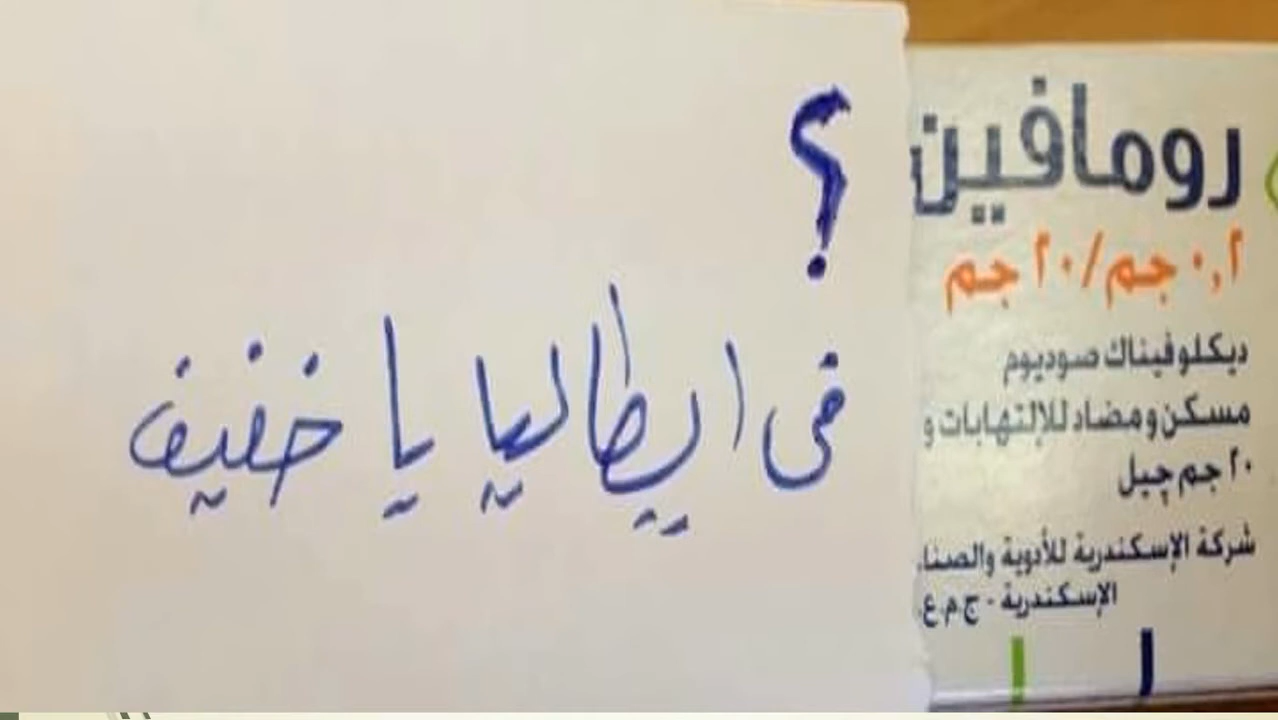 رومافين ؟
٠,٢ جم/٢٠ جم
ديكلوفيناك صوديوم
مسكن ومضاد للإلتهابات و
٢٠ جم چيل
شركة الإسكندرية للأدوية والصنا
الإسكندرية - ج.م.ع.
فى ايطاليا يا خفيف